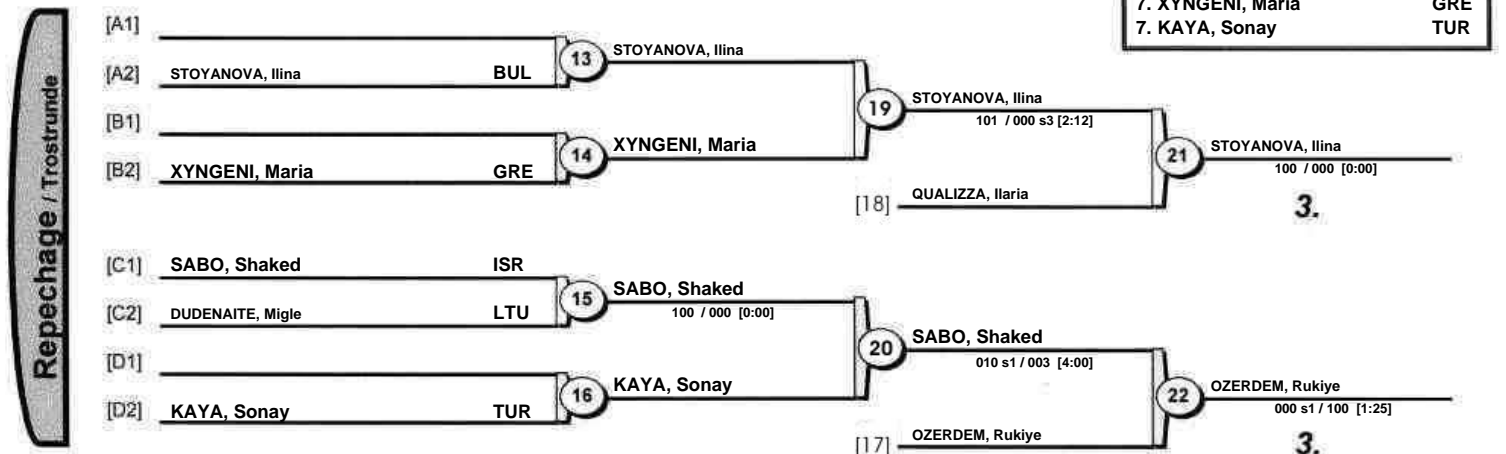 7. XYNGENI, Maria GRE
7. KAYA, Sonay TUR
Repechage / Trostrunde
[A1]
[A2] STOYANOVA, Ilina BUL
13
STOYANOVA, Ilina
[B1]
[B2] XYNGENI, Maria GRE
14
XYNGENI, Maria
19
STOYANOVA, Ilina
101 / 000 s3 [2:12]
[18] QUALIZZA, Ilaria
21
STOYANOVA, Ilina
100 / 000 [0:00]
3.
[C1] SABO, Shaked ISR
[C2] DUDENAITE, Migle LTU
15
SABO, Shaked
100 / 000 [0:00]
[D1]
[D2] KAYA, Sonay TUR
16
KAYA, Sonay
20
SABO, Shaked
010 s1 / 003 [4:00]
[17] OZERDEM, Rukiye
22
OZERDEM, Rukiye
000 s1 / 100 [1:25]
3.